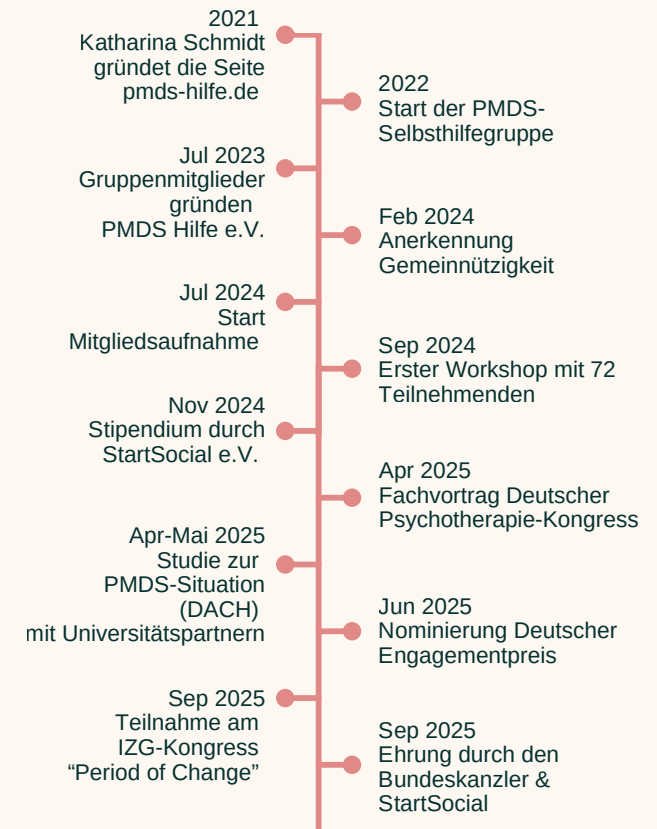 2021
Katharina Schmidt
gründet die Seite
pmds-hilfe.de
2022
Start der PMDS-
Selbsthilfegruppe
Jul 2023
Gruppenmitglieder
gründen
PMDS Hilfe e.V.
Feb 2024
Anerkennung
Gemeinnützigkeit
Jul 2024
Start
Mitgliedsaufnahme
Sep 2024
Erster Workshop mit 72
Teilnehmenden
Nov 2024
Stipendium durch
StartSocial e.V.
Apr 2025
Fachvortrag Deutscher
Psychotherapie-Kongress
Apr-Mai 2025
Studie zur
PMDS-Situation
(DACH)
mit Universitätspartnern
Jun 2025
Nominierung Deutscher
Engagementpreis
Sep 2025
Teilnahme am
IZG-Kongress
“Period of Change”
Sep 2025
Ehrung durch den
Bundeskanzler &
StartSocial